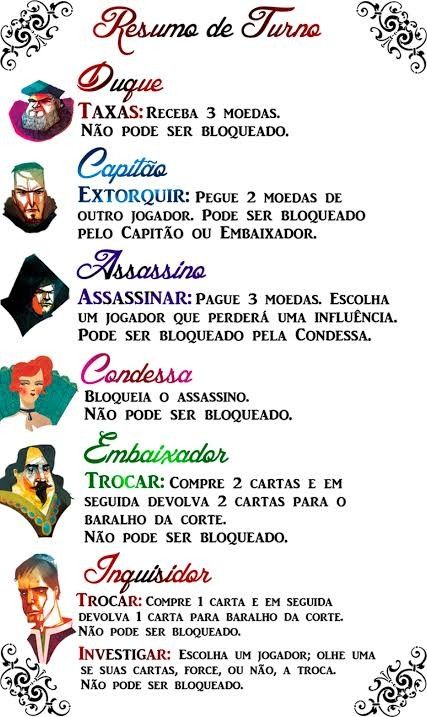 Resumo de Turno
Duque
TAXAS: RECEBA 3 MOEDAS.
NÃO PODE SER BLOQUEADO.
Capitão
EXTORQUIR: PEGUE 2 MOEDAS DE
OUTRO JOGADOR. PODE SER BLOQUEADO
PELO CAPITÃO OU EMBAIXADOR.
Assassino
ASSASSINAR: PAGUE 3 MOEDAS. ESCOLHA
UM JOGADOR QUE PERDERÁ UMA INFLUÊNCIA.
PODE SER BLOQUEADO PELA CONDESSA.
Condessa
BLOQUEIA O ASSASSINO.
NÃO PODE SER BLOQUEADO.
Embaixador
TROCAR: COMPRE 2 CARTAS E EM
SEGUIDA DEVOLVA 2 CARTAS PARA O
BARALHO DA CORTE.
NÃO PODE SER BLOQUEADO.
Inquisidor
TROCAR: COMPRE 1 CARTA E EM SEGUIDA
DEVOLVA 1 CARTA PARA BARALHO DA CORTE.
NÃO PODE SER BLOQUEADO.
INVESTIGAR: ESCOLHA UM JOGADOR; OLHE UMA
SE SUAS CARTAS, FORCE, OU NÃO, A TROCA.
NÃO PODE SER BLOQUEADO.